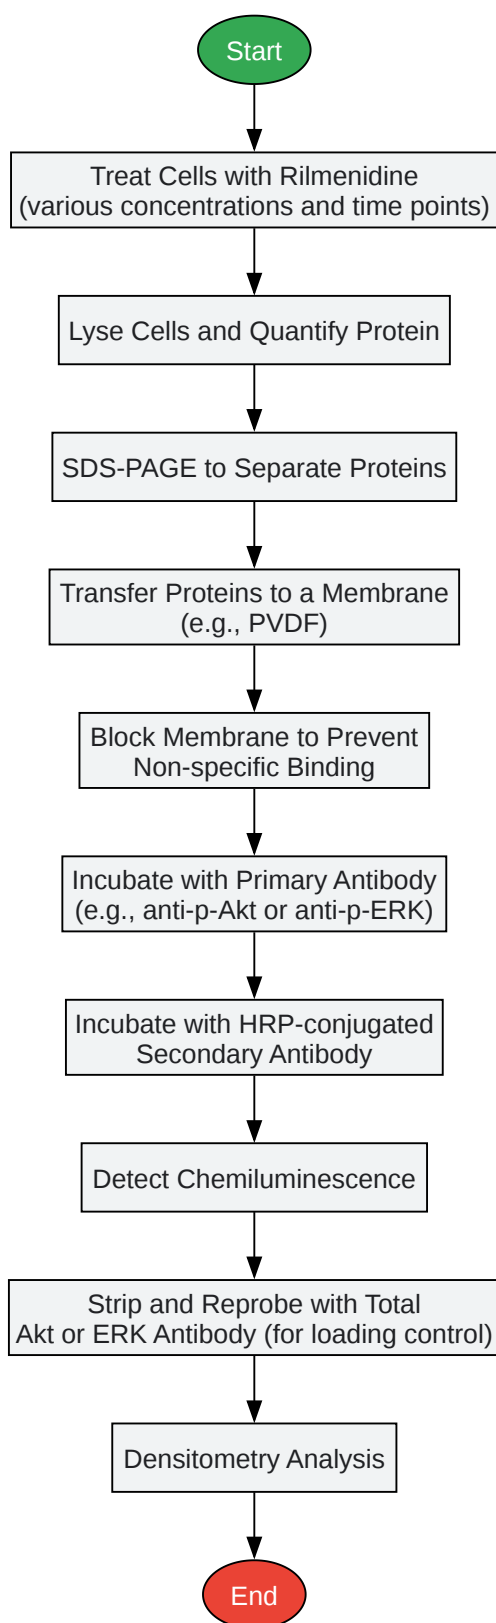 Start
Treat Cells with Rilmenidine
(various concentrations and time points)
Lyse Cells and Quantify Protein
SDS-PAGE to Separate Proteins
Transfer Proteins to a Membrane
(e.g., PVDF)
Block Membrane to Prevent
Non-specific Binding
Incubate with Primary Antibody
(e.g., anti-p-Akt or anti-p-ERK)
Incubate with HRP-conjugated
Secondary Antibody
Detect Chemiluminescence
Strip and Reprobe with Total
Akt or ERK Antibody (for loading control)
Densitometry Analysis
End